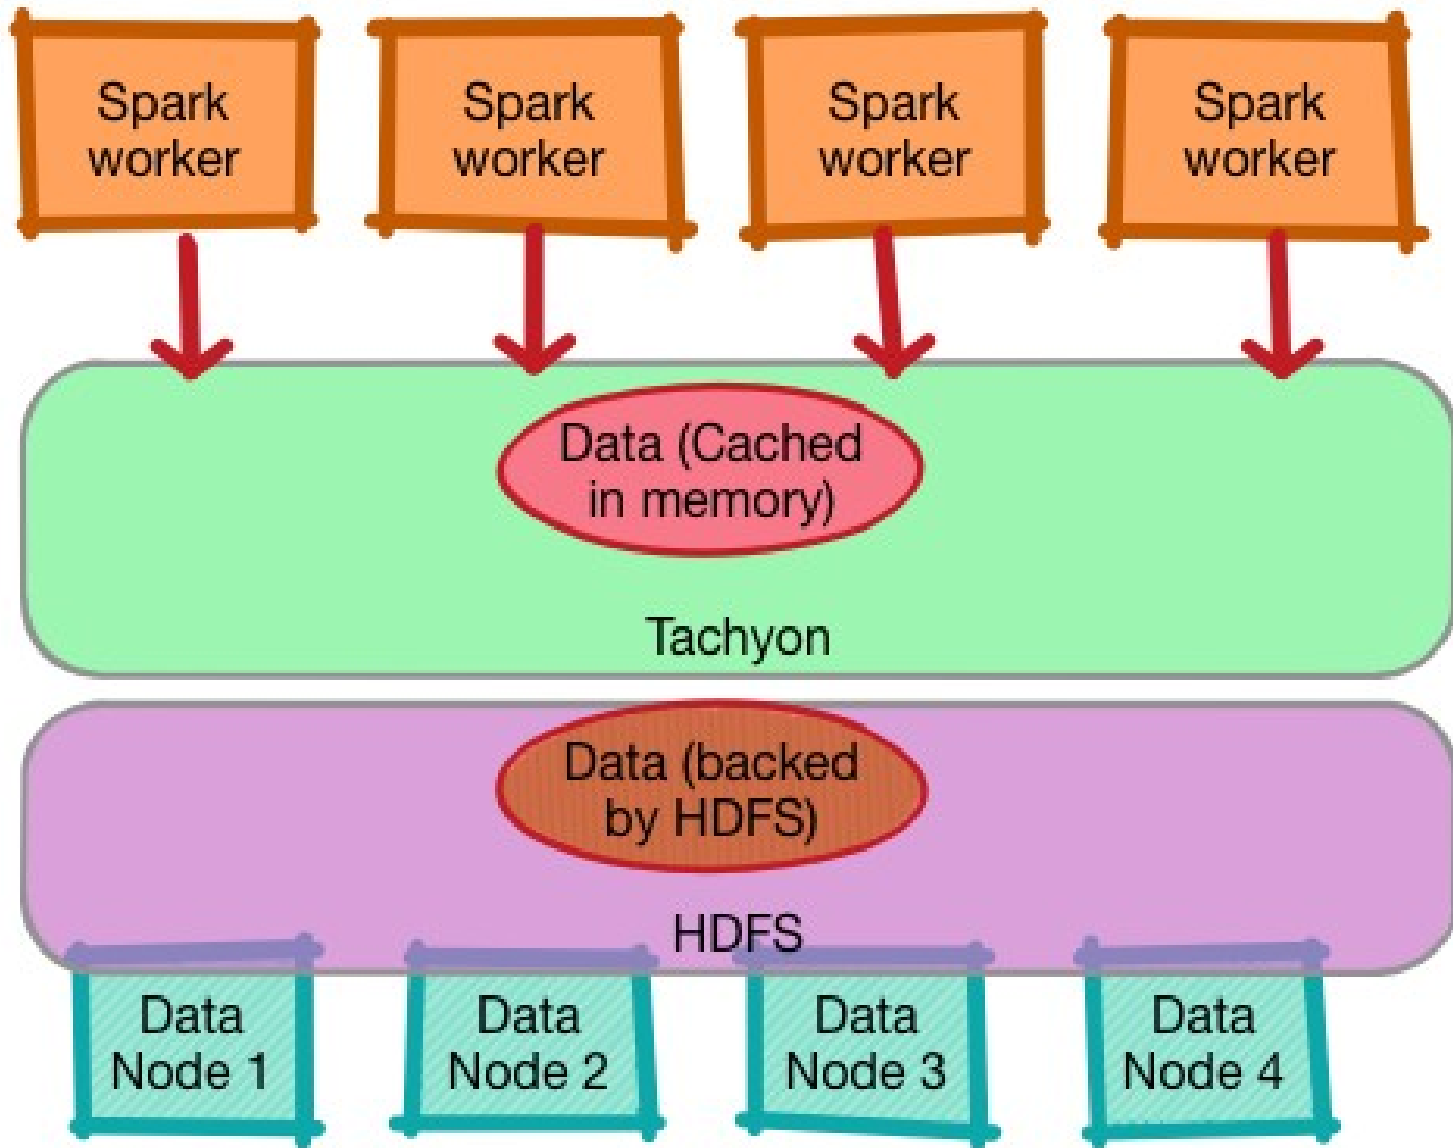 Spark
worker
Spark
worker
Spark
worker
Spark
worker
Data (Cached
in memory)
Tachyon
Data (backed
by HDFS)
HDFS
Data
Node 1
Data
Node 2
Data
Node 3
Data
Node 4